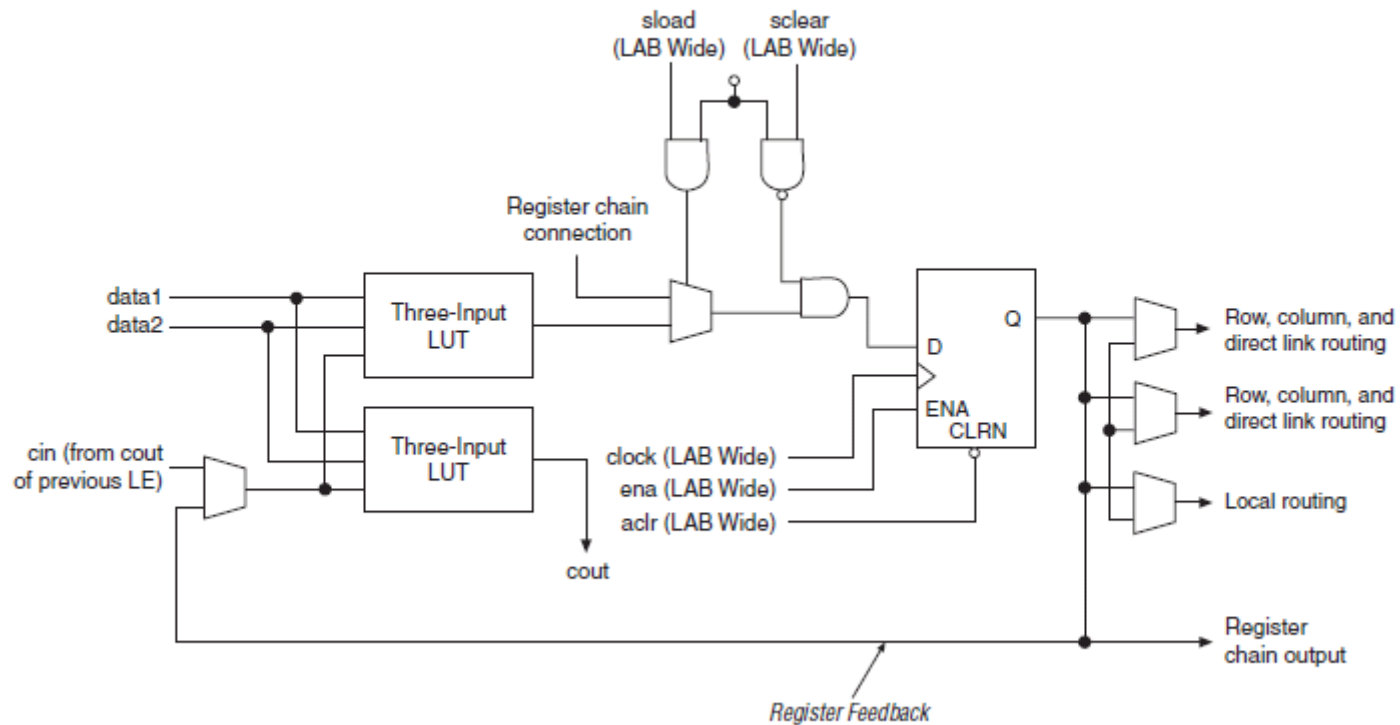 sload
(LAB Wide)
sclear
(LAB Wide)
Register chain
connection
data1
data2
Three-Input
LUT
Q
D
ENA
CLRN
Row, column, and
direct link routing
Row, column, and
direct link routing
cin (from cout
of previous LE)
Three-Input
LUT
clock (LAB Wide)
ena (LAB Wide)
aclr (LAB Wide)
Local routing
cout
Register
chain output
Register Feedback